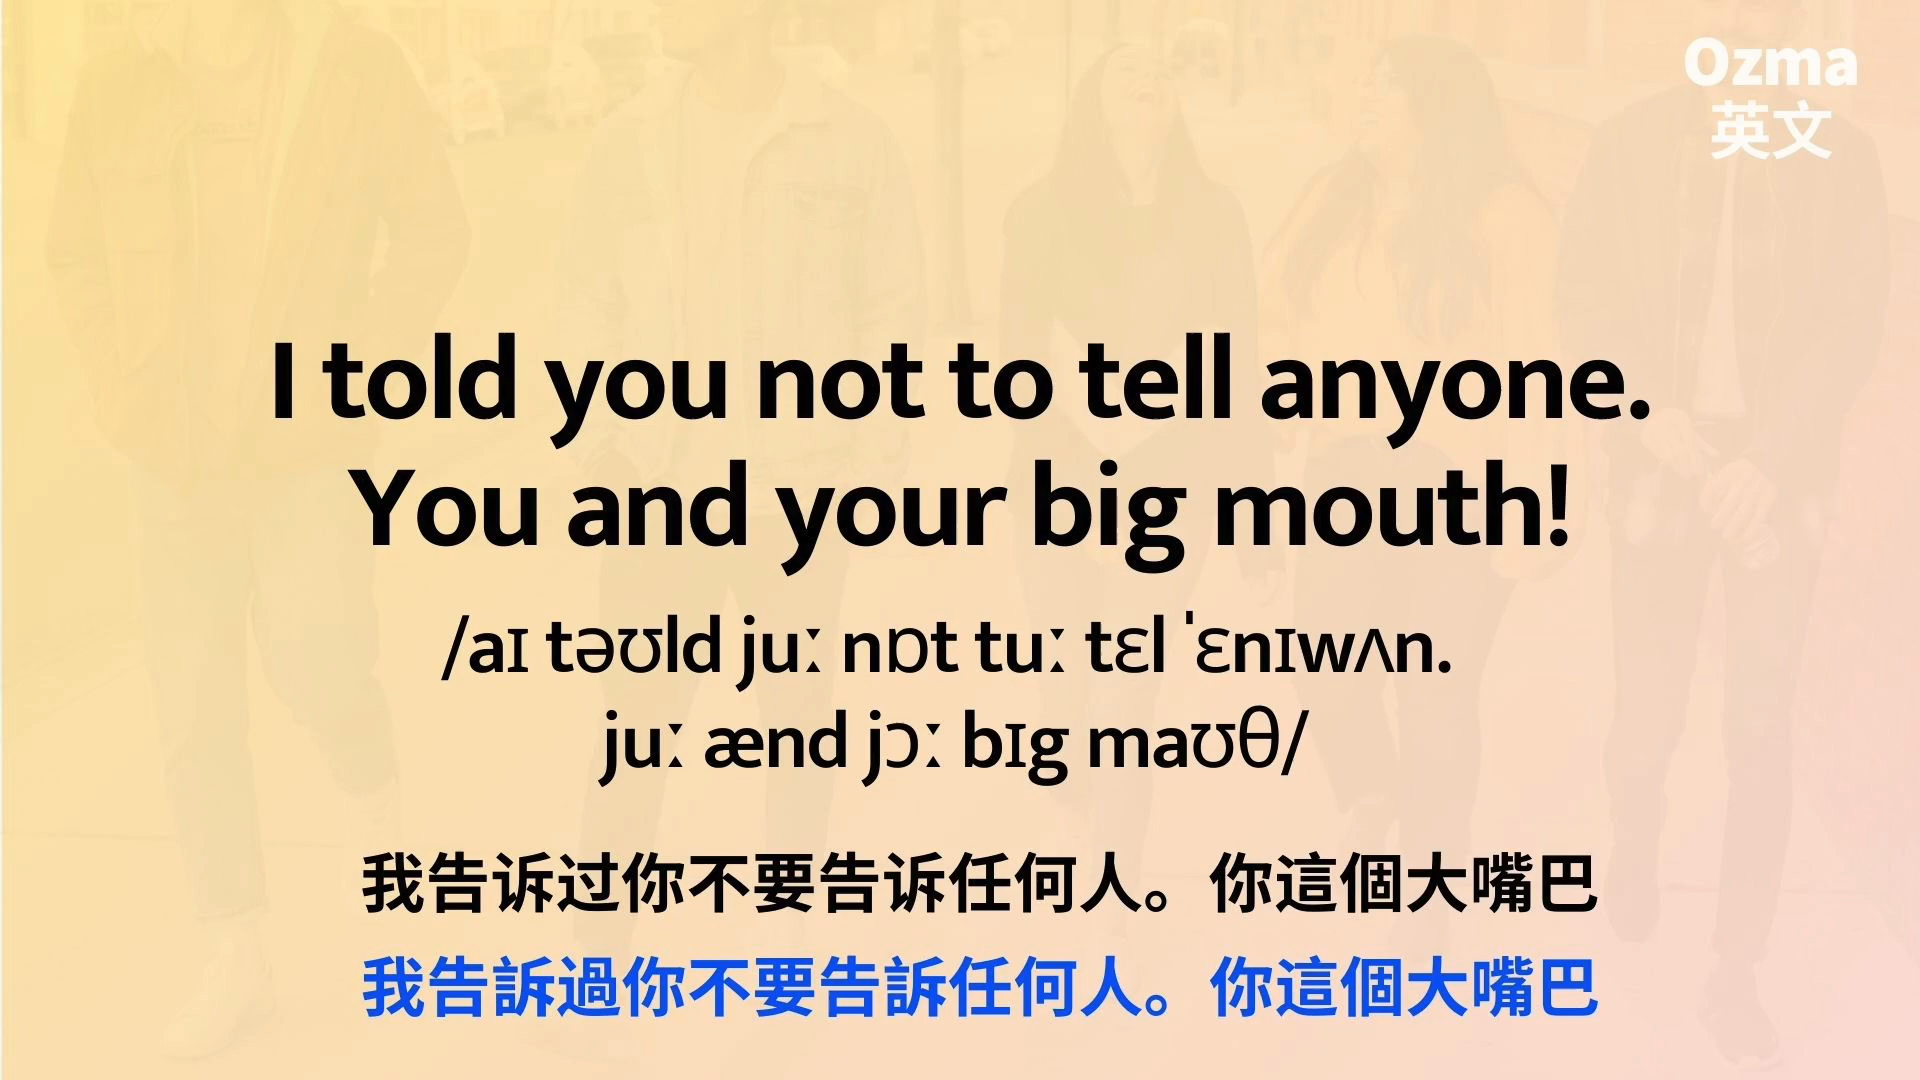 Ozma
英文
I told you not to tell anyone.
You and your big mouth!
/aɪ təʊld juː nɒt tuː tɛl ˈɛnɪwʌn.
juː ænd jɔː bɪg maʊθ/
我告诉过你不要告诉任何人。你這個大嘴巴
我告訴過你不要告訴任何人。你這個大嘴巴